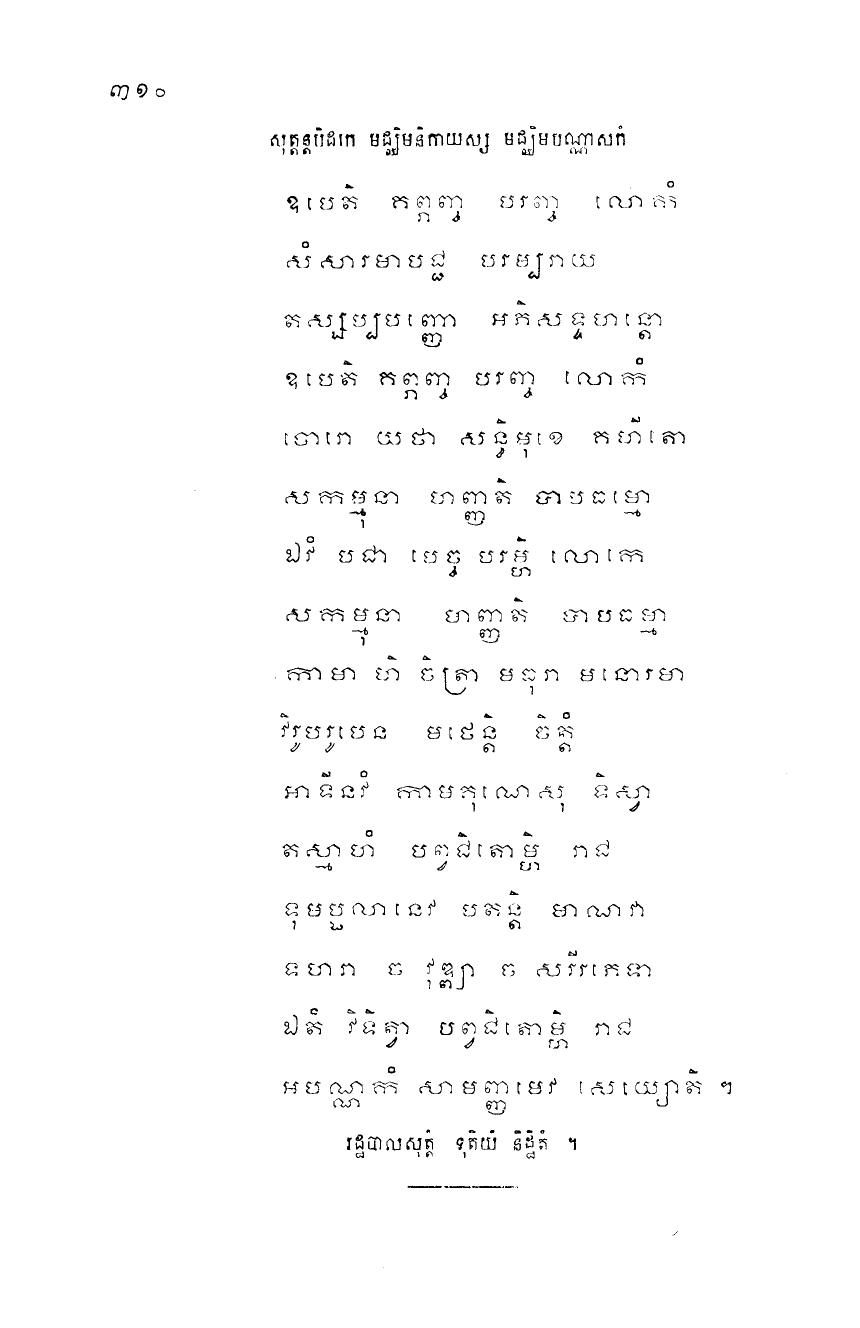 ៣១០
សុត្តន្តបិដកេ មជ្ឈិមនិកាយស្ស មជ្ឈិមបណ្ណាសកំ
ឧបេតិ គព្ភញ្ច បរញ្ច លោកំ
សំសារមាបជ្ជ បរម្បរាយ
តស្សប្បបញ្ញោ អភិសទ្ទហន្តោ
ឧបេតិ គព្ភញ្ច បរញ្ច លោកំ
ចោរោ យថា សន្ធិមុខេ គហីតោ
សកម្មុនា ហញ្ញតិ បាបធម្មោ
ឯវំ បជា បេច្ច បរម្ហិ លោកេ
សកម្មុនា ហញ្ញតិ បាបធម្មា
កាមា ហិ ចិត្រា មធុរា មនោរមា
វិរូបរូបេន មថេន្តិ ចិត្តំ
អាទីនវំ កាមគុណេសុ ទិស្វា
តស្មាហំ បព្វជិតោម្ហិ រាជ
ទុមប្ផលានេវ បតន្តិ មាណវា
ទហរា ច វុឌ្ឍា ច សរីរភេទា
ឯតំ វិទិត្វា បព្វជិតោម្ហិ រាជ
អបណ្ណកំ សាមញ្ញមេវ សេយ្យោតិ ។
រដ្ឋបាលសុត្តំ ទុតិយំ និដ្ឋិតំ ។